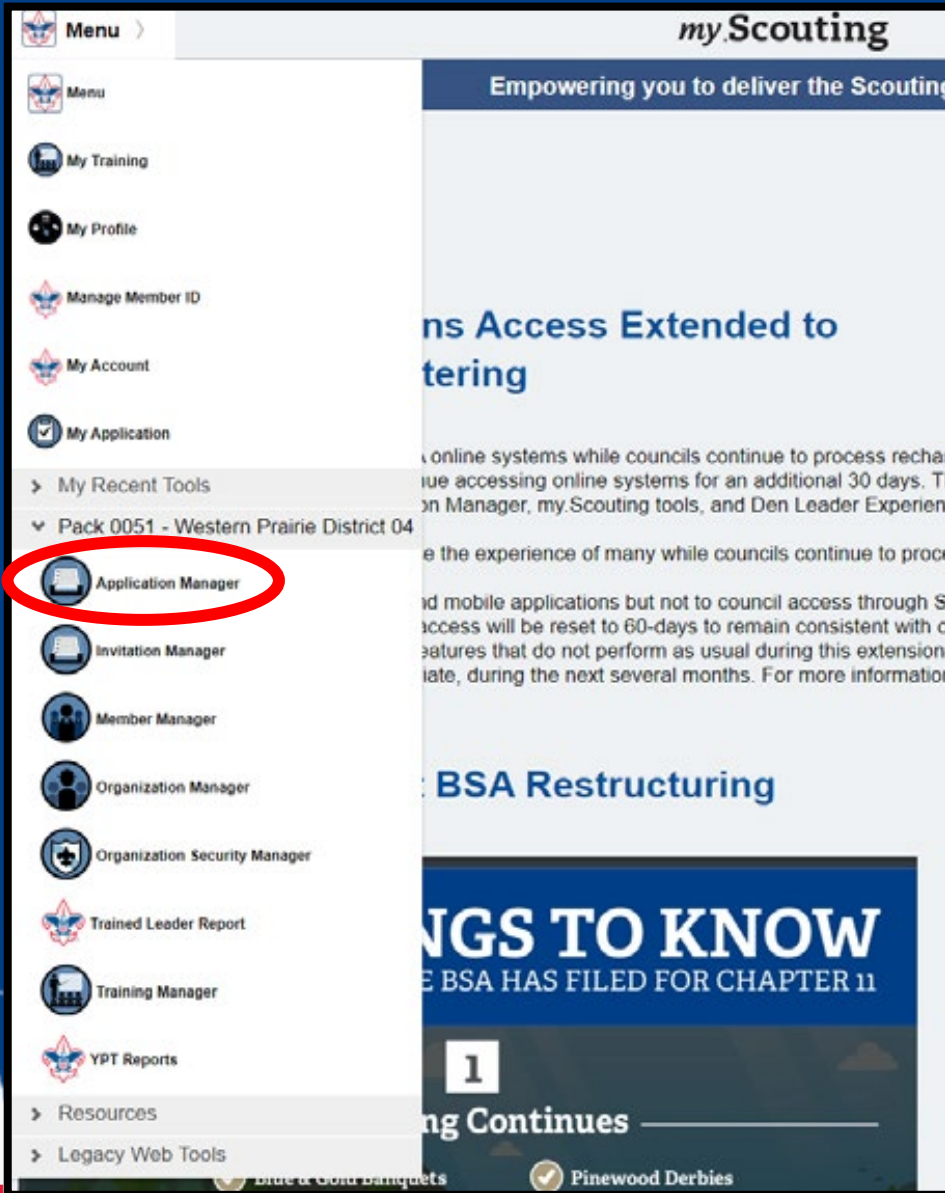 Menu
my.Scouting
Menu
Empowering you to deliver the Scouting
My Training
My Profile
Manage Member ID
My Account
My Application
My Recent Tools
Pack 0051 - Western Prairie District 04
Application Manager
Invitation Manager
Member Manager
Organization Manager
Organization Security Manager
Trained Leader Report
Training Manager
YPT Reports
Resources
Legacy Web Tools
ns Access Extended to
tering
online systems while councils continue to process rechar
ue accessing online systems for an additional 30 days. T
on Manager, my.Scouting tools, and Den Leader Experien
e the experience of many while councils continue to proce
d mobile applications but not to council access through S
access will be reset to 60-days to remain consistent with c
eatures that do not perform as usual during this extension
iate, during the next several months. For more information
: BSA Restructuring
NGS TO KNOW
E BSA HAS FILED FOR CHAPTER 11
1
ng Continues
Blue & Gold Banquets
Pinewood Derbies